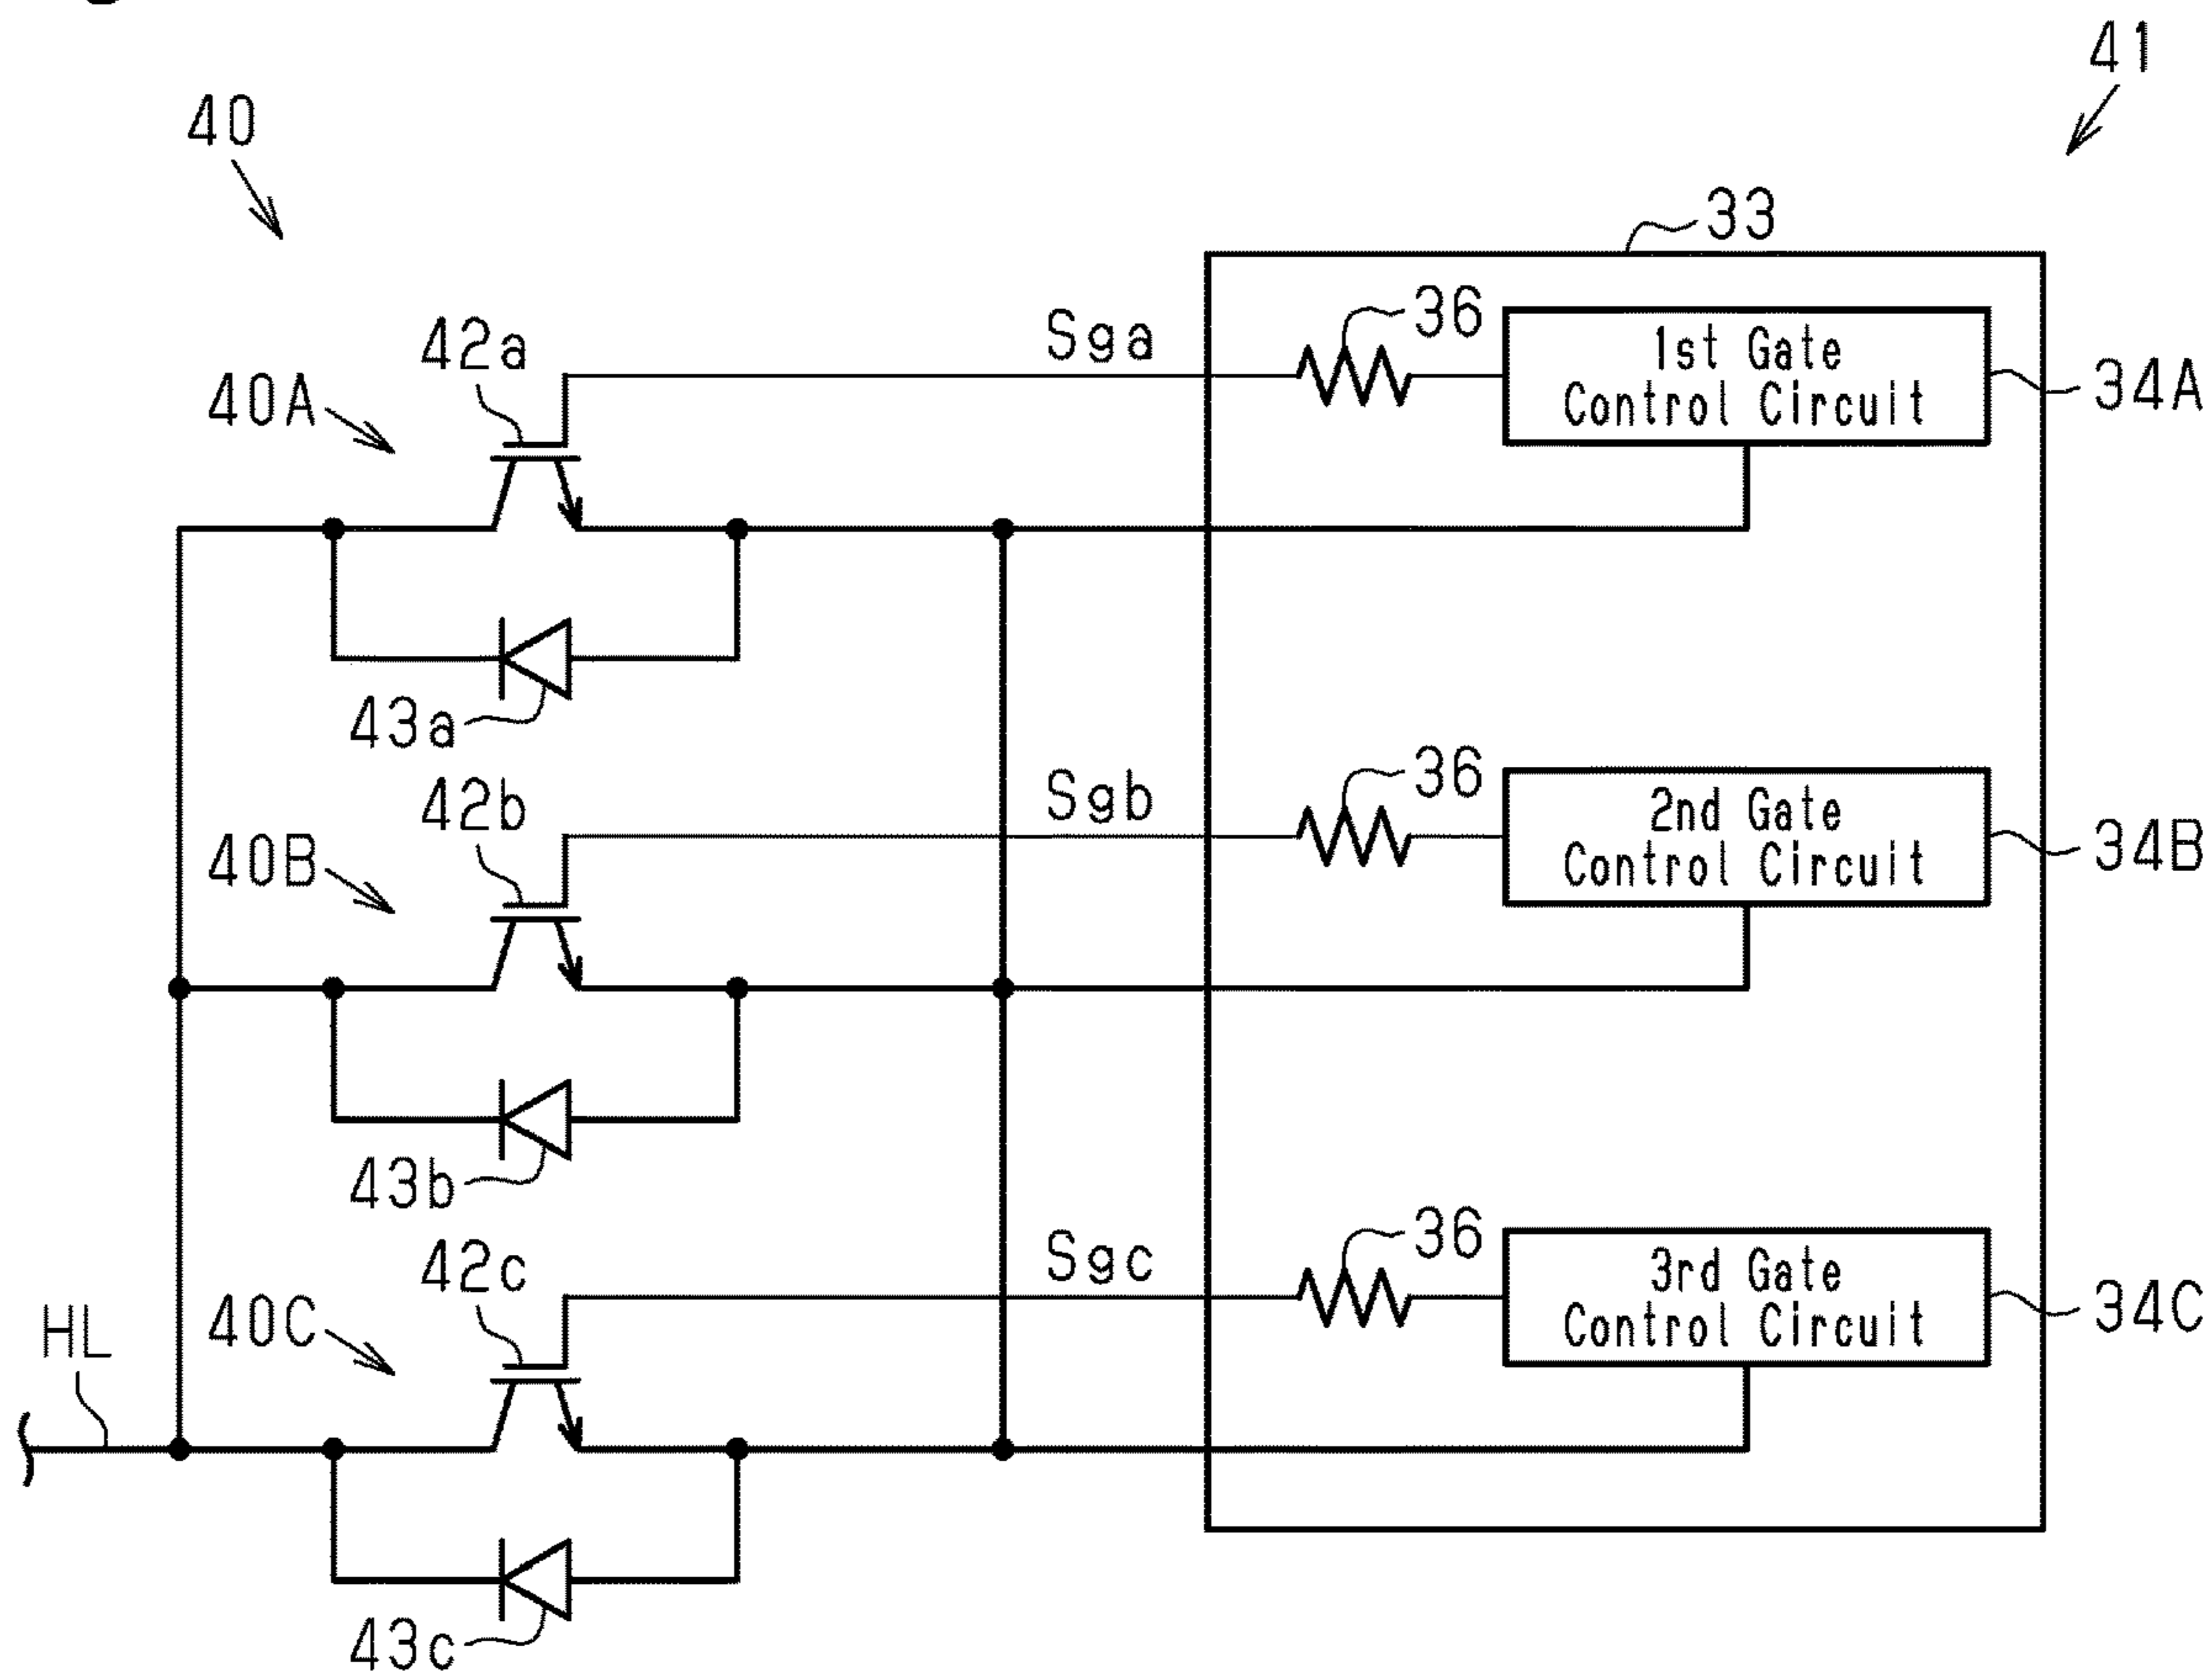 41
40
33
36
Sga
1st Gate
Control Circuit
42a
34A
40A
43a
36
Sgb
2nd Gate
Control Circuit
42b
34B
40B
43b
36
Sgc
3rd Gate
Control Circuit
42c
34C
40C
HL
43c